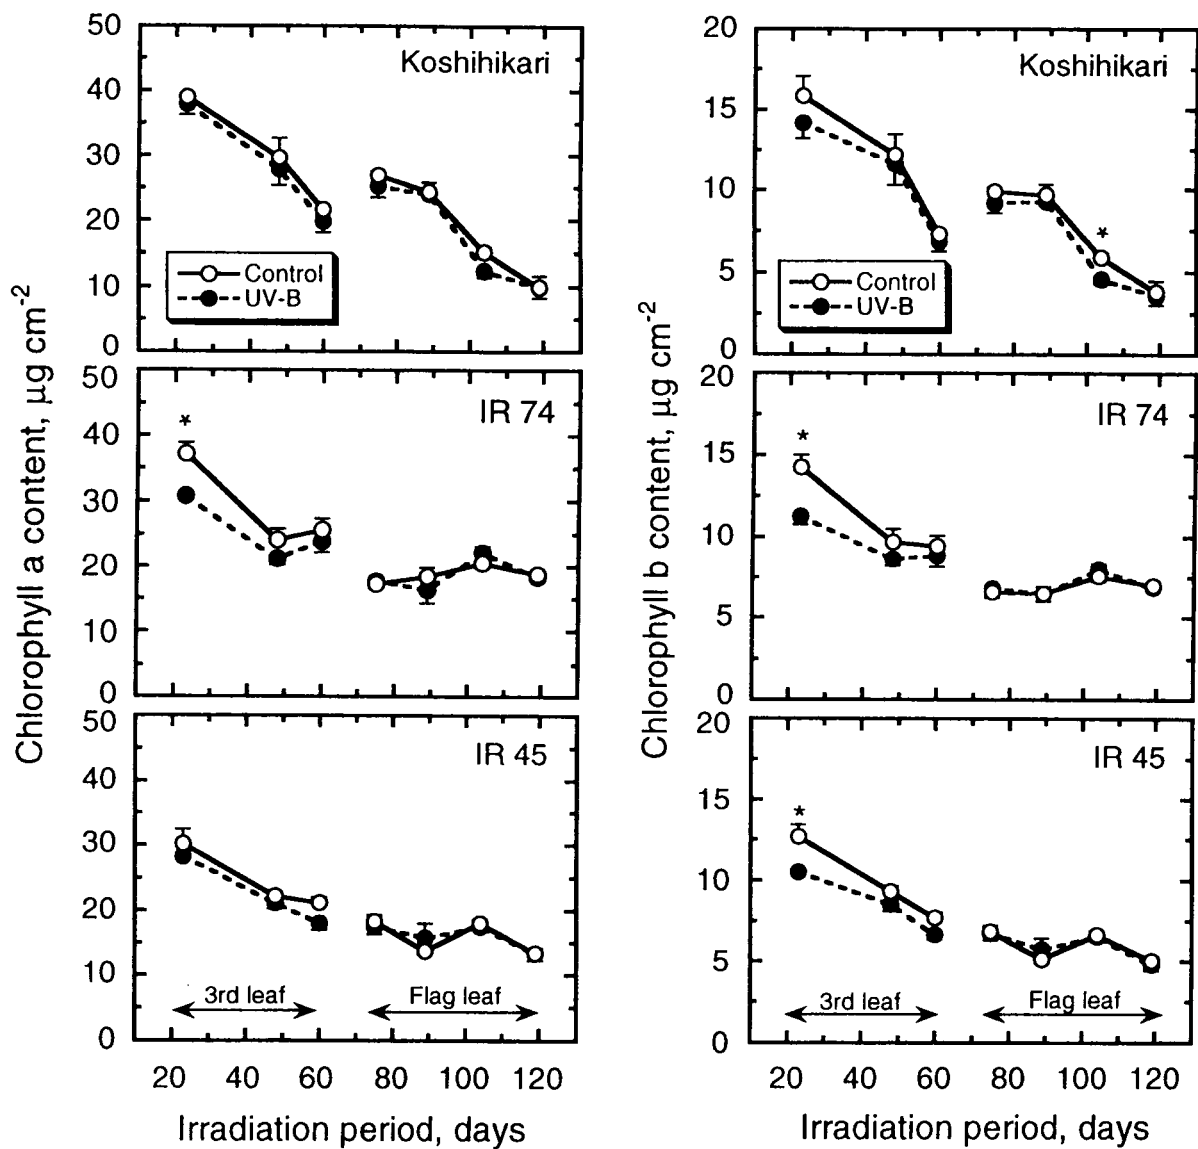 Chlorophyll a content, μg cm-2
50
40
30
20
10
0
Koshihikari
Control
UV-B
50
40
30
20
10
0
*
IR 74
50
40
30
20
10
0
IR 45
3rd leaf
Flag leaf
20 40 60 80 100 120
Irradiation period, days
Chlorophyll b content, μg cm-2
20
15
10
5
0
Koshihikari
*
Control
UV-B
20
15
10
5
0
*
IR 74
20
15
10
5
0
*
IR 45
3rd leaf
Flag leaf
20 40 60 80 100 120
Irradiation period, days